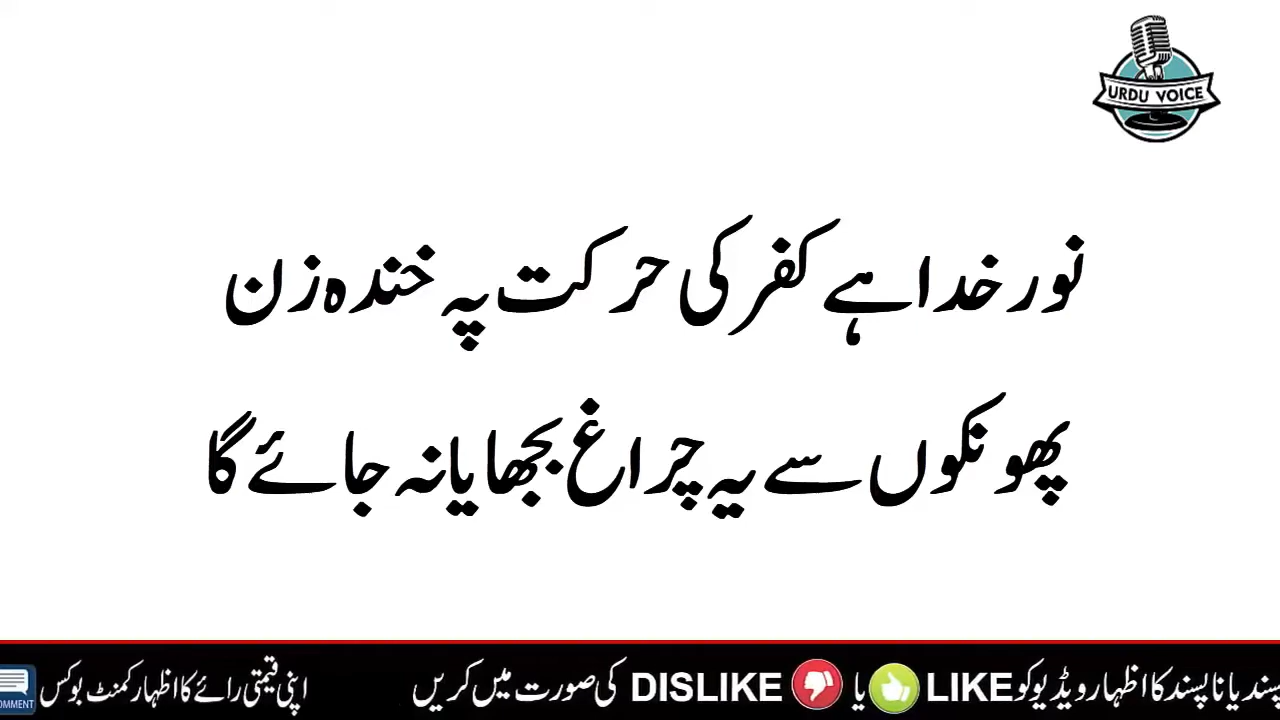 URDU VOICE
نور خدا ہے کفر کی حرکت پہ خندہ زن
پھونکوں سے یہ چراغ بجھایا نہ جائے گا
پسند یا ناپسند کا اظہار ویڈیو کو LIKE یا DISLIKE کی صورت میں کریں اپنی قیمتی رائے کا اظہار کمنٹ بوکس